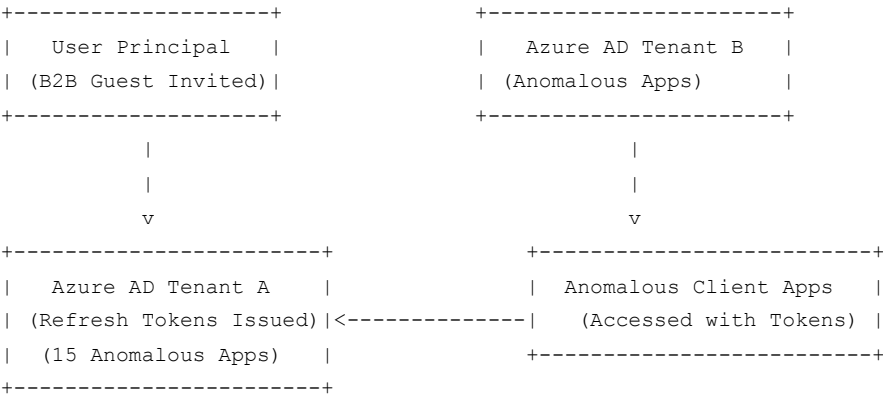 User Principal
(B2B Guest Invited)
Azure AD Tenant B
(Anomalous Apps)
Azure AD Tenant A
(Refresh Tokens Issued)
(15 Anomalous Apps)
Anomalous Client Apps
(Accessed with Tokens)